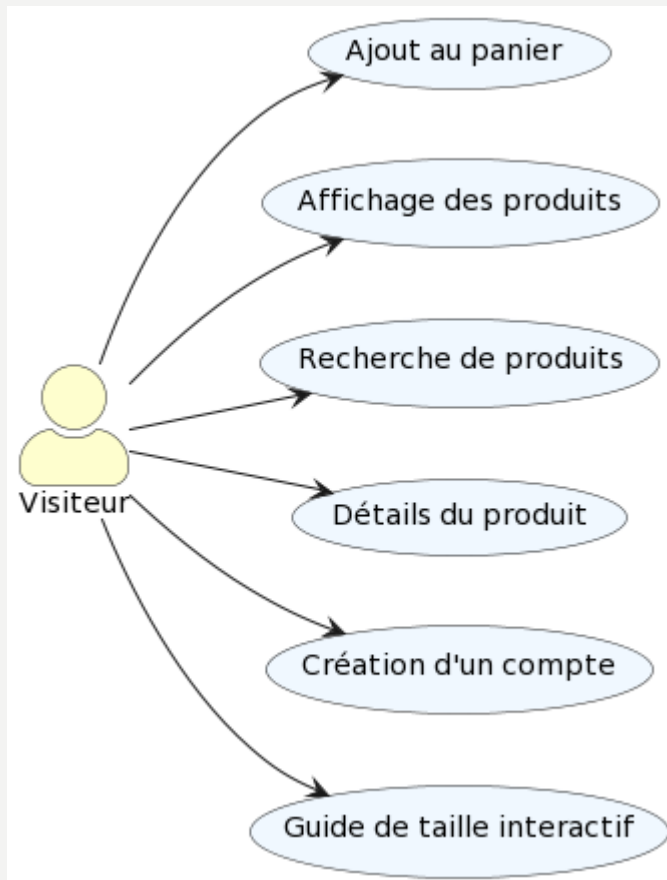 Ajout au panier
Affichage des produits
Recherche de produits
Visiteur
Détails du produit
Création d'un compte
Guide de taille interactif